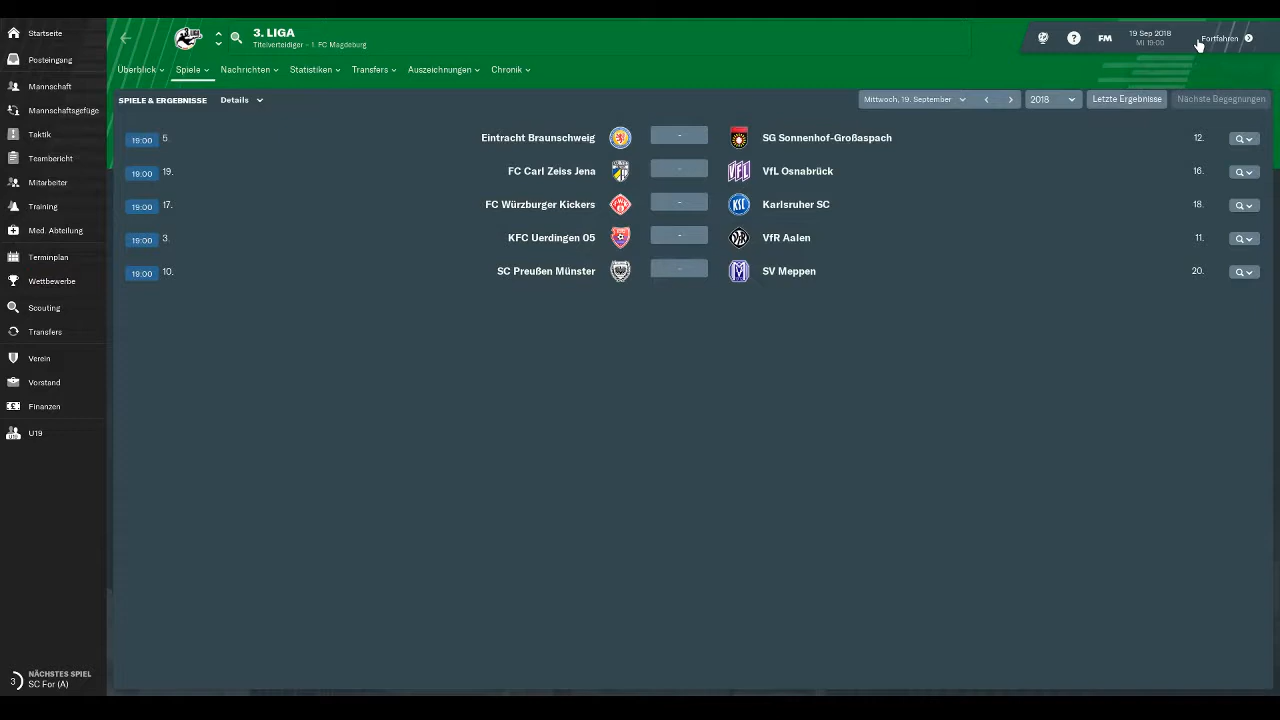 Startseite
Posteingang
Mannschaft
Mannschaftsgefüge
Taktik
Teambericht
Mitarbeiter
Training
Med. Abteilung
Terminplan
Wettbewerbe
Scouting
Transfers
Verein
Vorstand
Finanzen
U19
3 NÄCHSTES SPIEL
SC For (A)
3. LIGA
Titelverteidiger - 1. FC Magdeburg
FM
19 Sep 2018
MI 19:00
Fortfahren
Überblick Spiele Nachrichten Statistiken Transfers Auszeichnungen Chronik
SPIELE & ERGEBNISSE Details Mittwoch, 19. September 2018 Letzte Ergebnisse Nächste Begegnungen
19:00 5. Eintracht Braunschweig - SG Sonnenhof-Großaspach 12.
19:00 19. FC Carl Zeiss Jena - VfL Osnabrück 16.
19:00 17. FC Würzburger Kickers - Karlsruher SC 18.
19:00 3. KFC Uerdingen 05 - VfR Aalen 11.
19:00 10. SC Preußen Münster - SV Meppen 20.